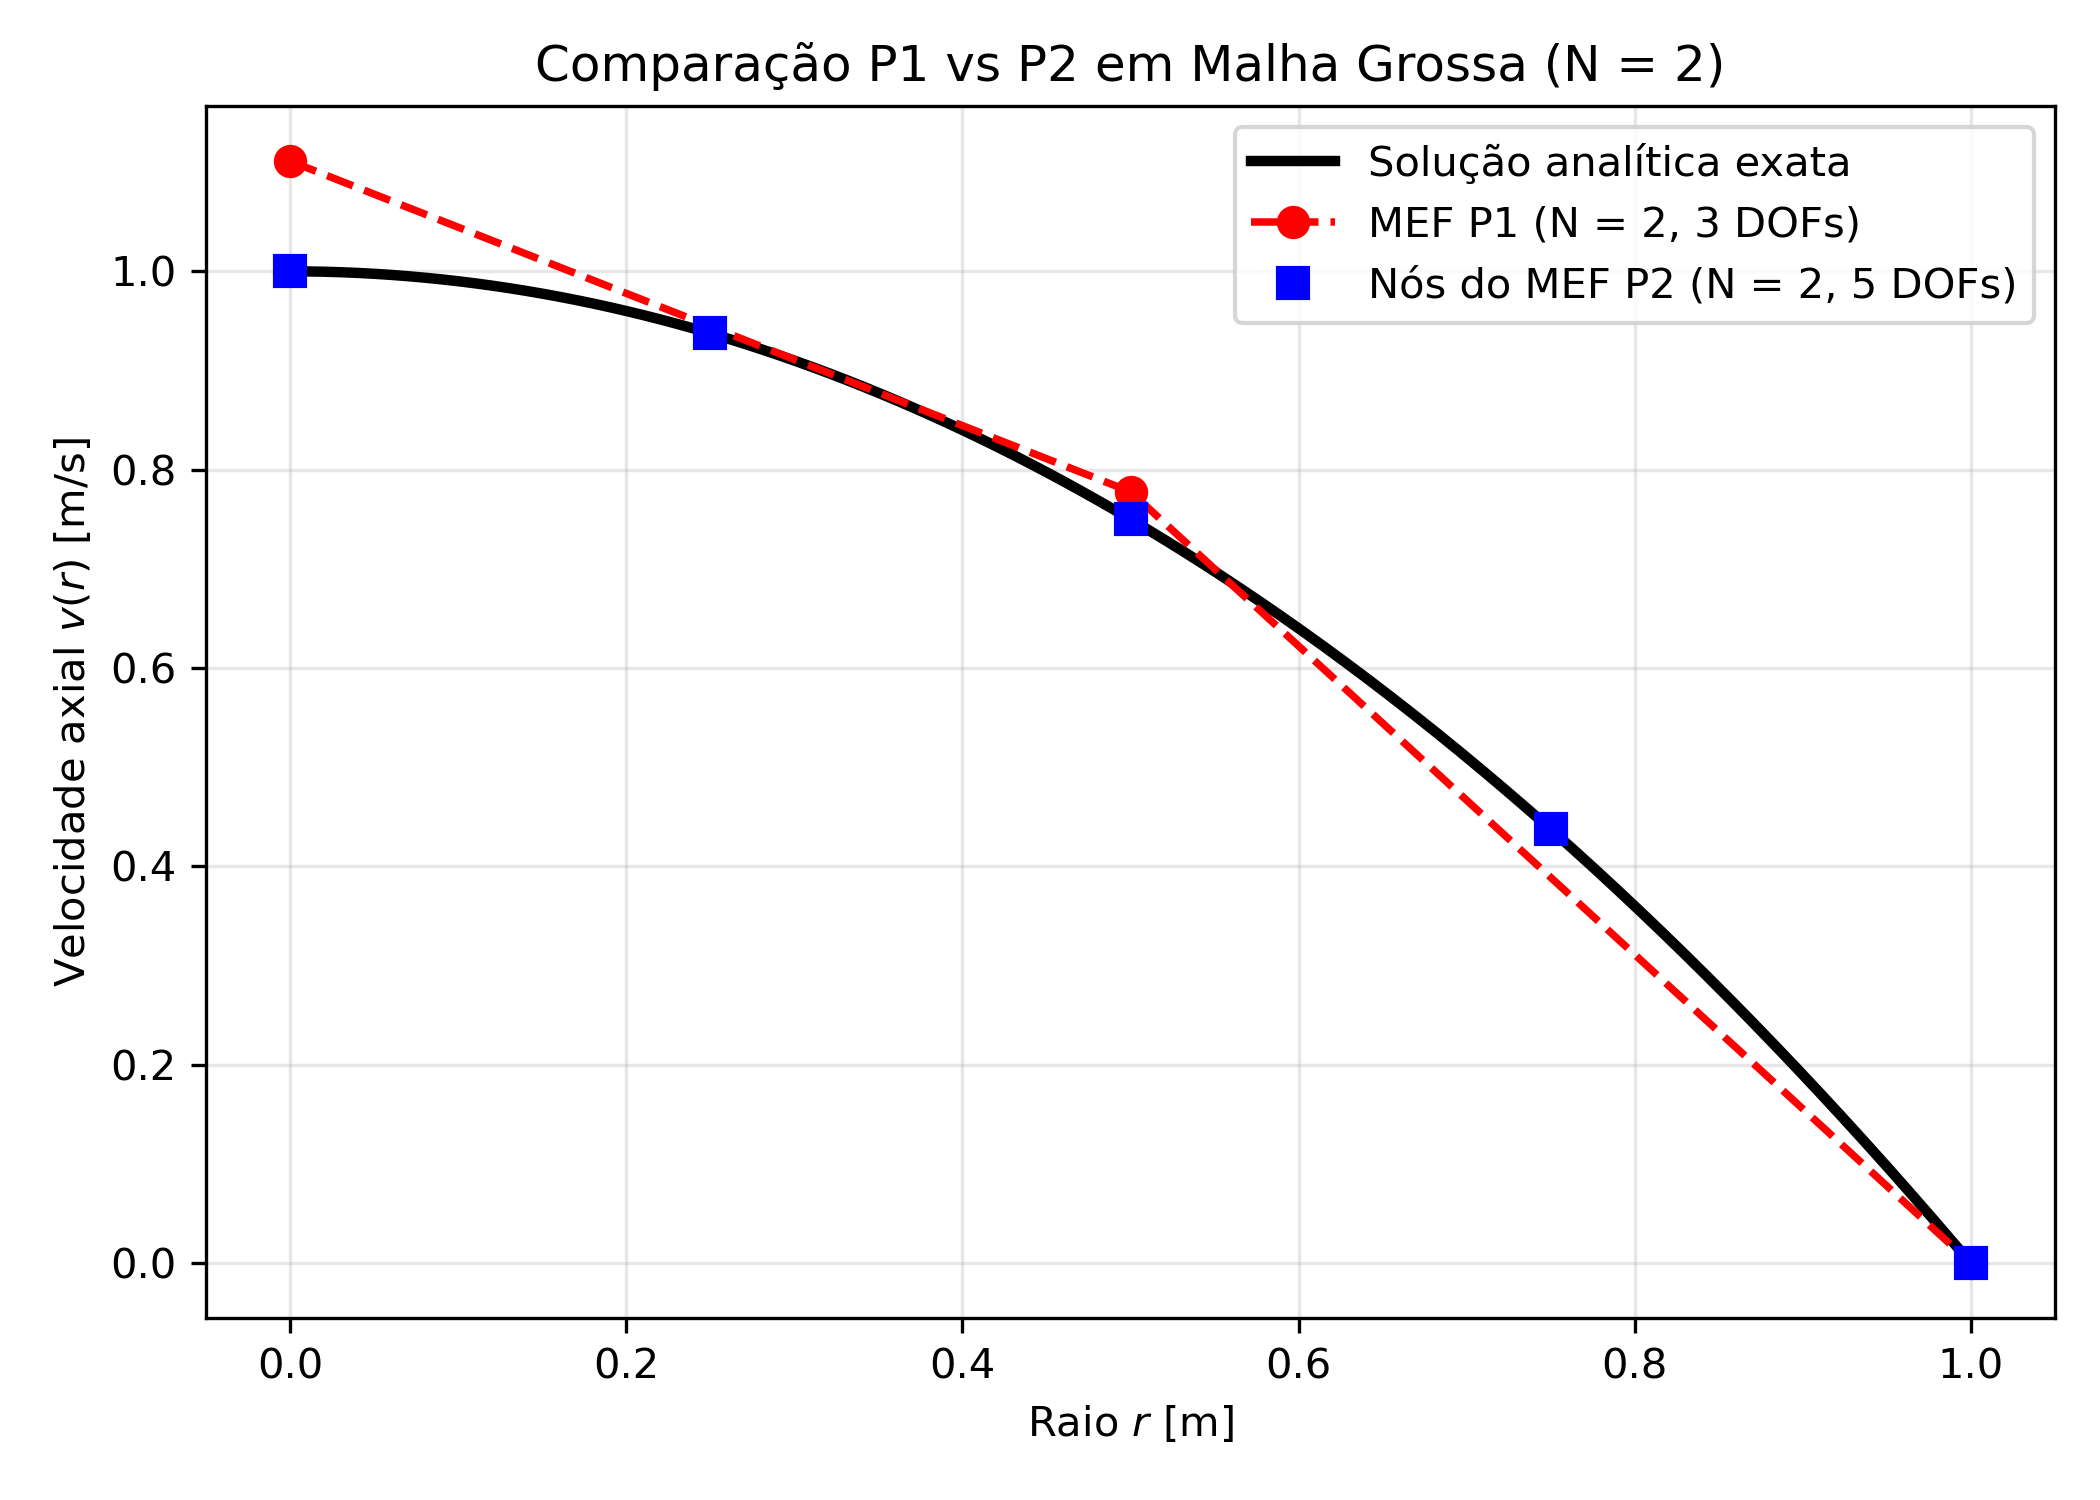 Comparação P1 vs P2 em Malha Grossa (N = 2)
Solução analítica exata
MEF P1 (N = 2, 3 DOFs)
Nós do MEF P2 (N = 2, 5 DOFs)
Velocidade axial v(r) [m/s]
1.0
0.8
0.6
0.4
0.2
0.0
0.0 0.2 0.4 0.6 0.8 1.0
Raio r [m]